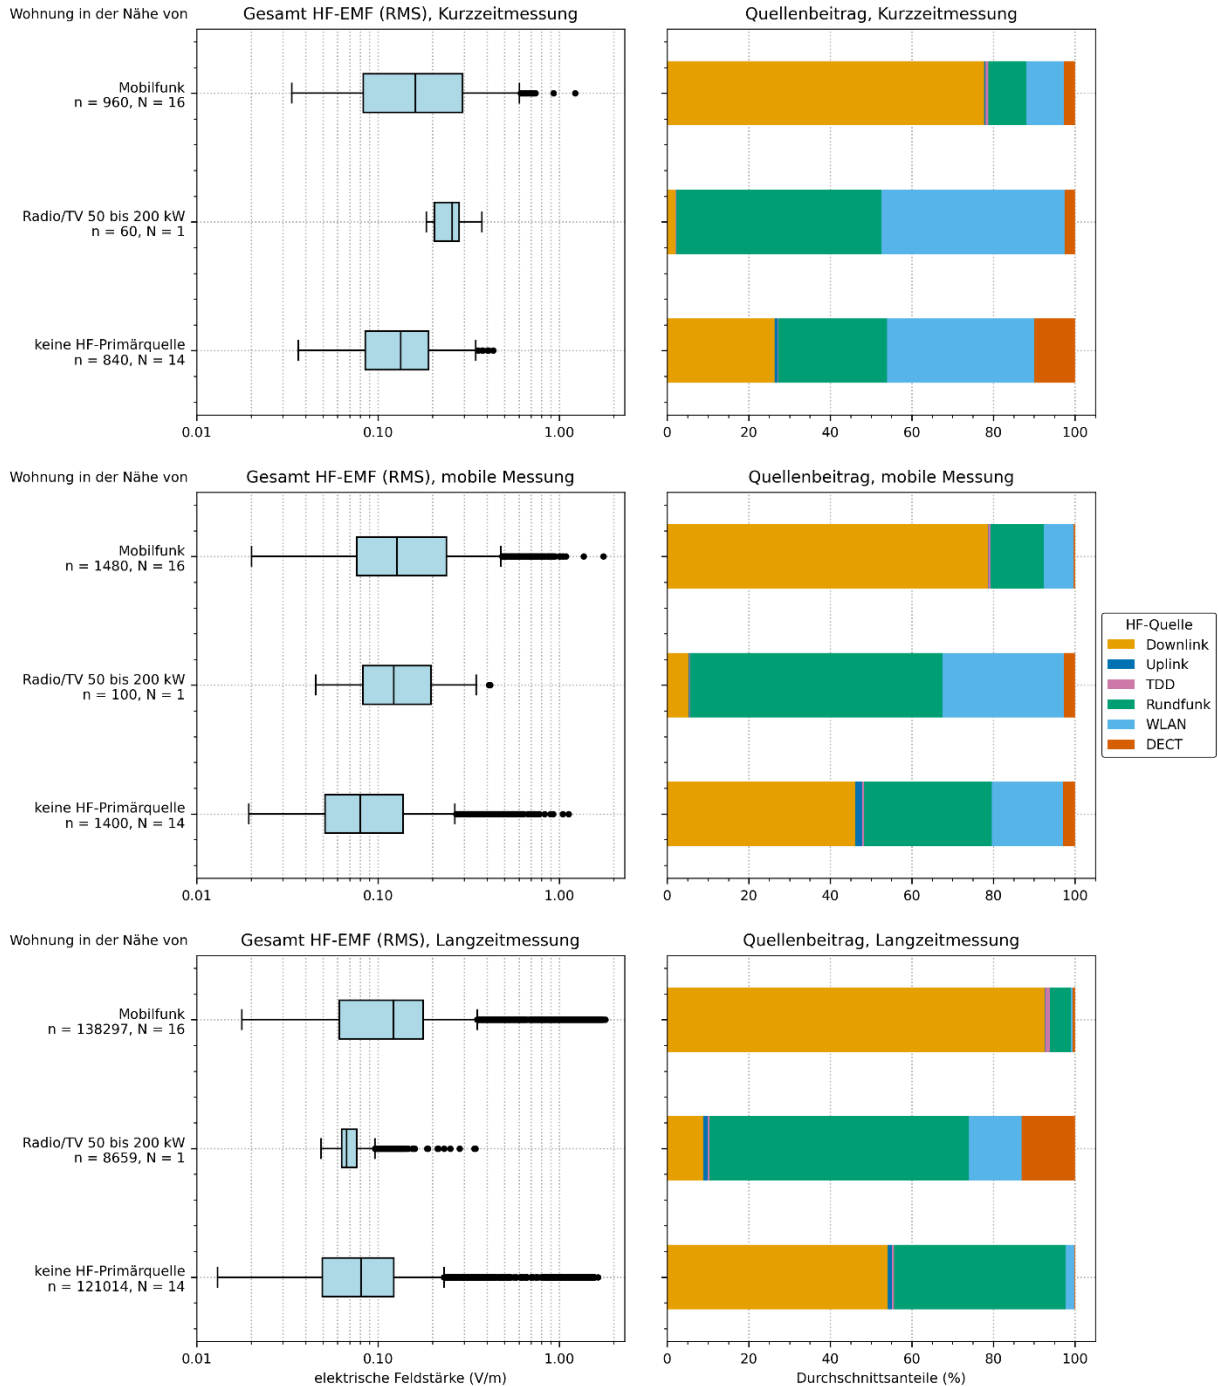 Wohnung in der Nähe von
Gesamt HF-EMF (RMS), Kurzzeitmessung
Quellenbeitrag, Kurzzeitmessung
Mobilfunk
n = 960, N = 16
Radio/TV 50 bis 200 kW
n = 60, N = 1
keine HF-Primärquelle
n = 840, N = 14
0.01 0.10 1.00
0 20 40 60 80 100
Wohnung in der Nähe von
Gesamt HF-EMF (RMS), mobile Messung
Quellenbeitrag, mobile Messung
Mobilfunk
n = 1480, N = 16
Radio/TV 50 bis 200 kW
n = 100, N = 1
keine HF-Primärquelle
n = 1400, N = 14
0.01 0.10 1.00
0 20 40 60 80 100
HF-Quelle
Downlink
Uplink
TDD
Rundfunk
WLAN
DECT
Wohnung in der Nähe von
Gesamt HF-EMF (RMS), Langzeitmessung
Quellenbeitrag, Langzeitmessung
Mobilfunk
n = 138297, N = 16
Radio/TV 50 bis 200 kW
n = 8659, N = 1
keine HF-Primärquelle
n = 121014, N = 14
0.01 0.10 1.00
elektrische Feldstärke (V/m)
0 20 40 60 80 100
Durchschnittsanteile (%)